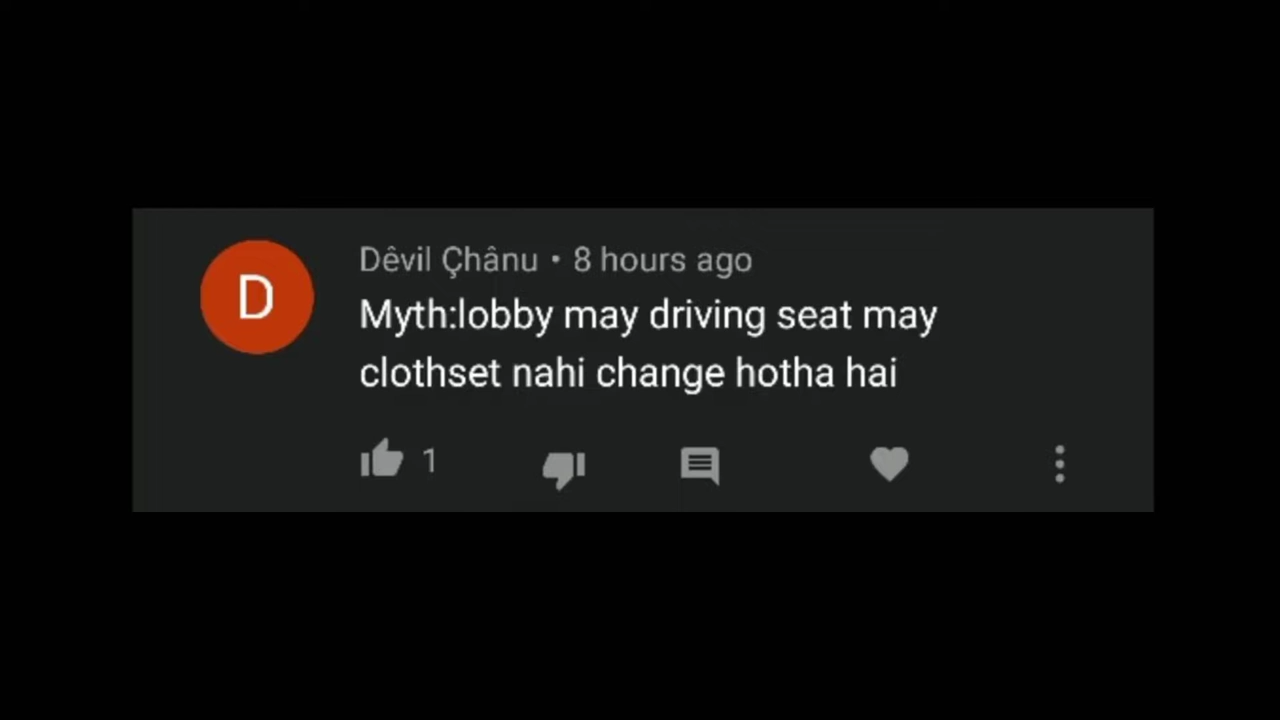 D
Dêvil Çhânu • 8 hours ago
Myth:lobby may driving seat may
clothset nahi change hotha hai
1